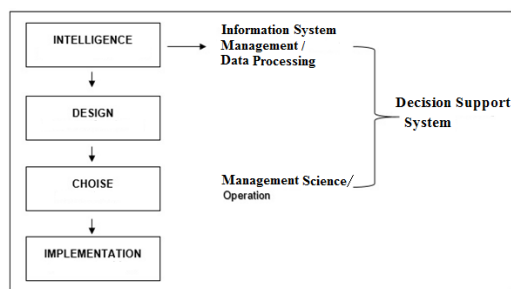 INTELLIGENCE
Information System
Management /
Data Processing
DESIGN
Decision Support
System
CHOISE
Management Science/
Operation
IMPLEMENTATION